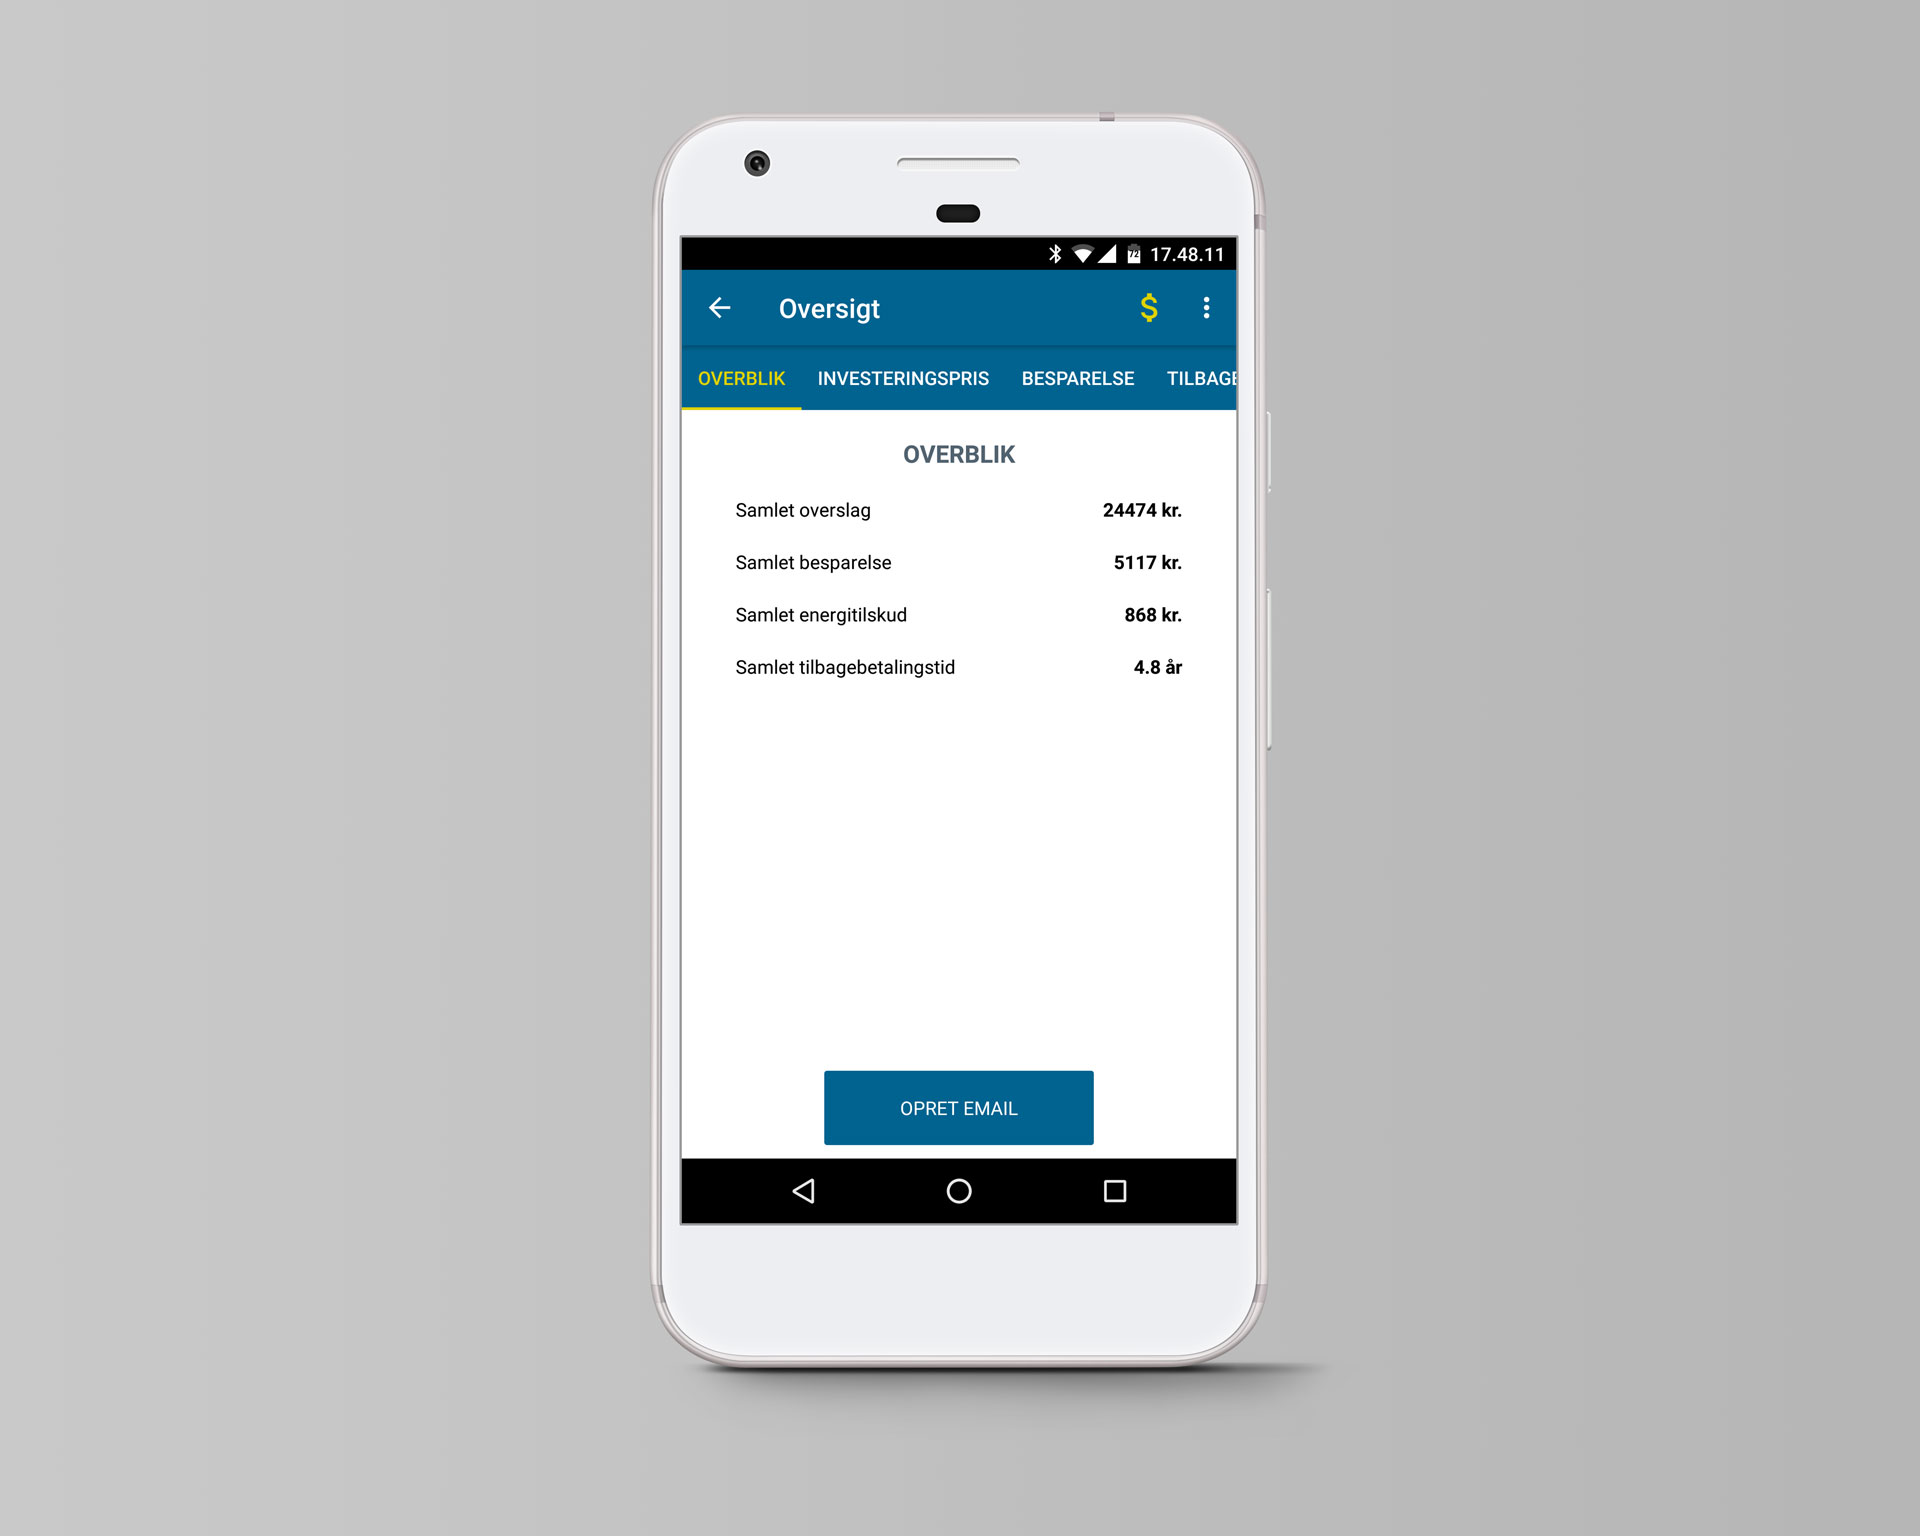 72 17.48.11
Oversigt $
OVERBLIK INVESTERINGSPRIS BESPARELSE TILBAGE
OVERBLIK
Samlet overslag 24474 kr.
Samlet besparelse 5117 kr.
Samlet energitilskud 868 kr.
Samlet tilbagebetalingstid 4.8 år
OPRET EMAIL